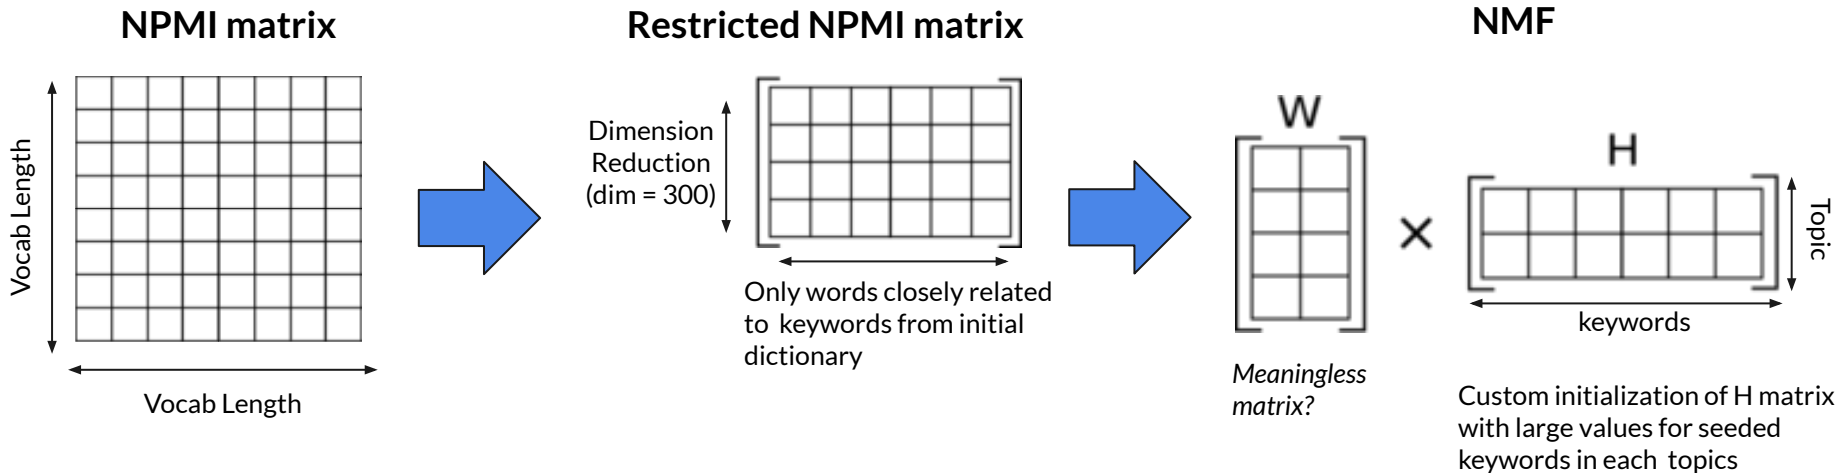 NPMI matrix
Vocab Length
Vocab Length
Restricted NPMI matrix
Dimension
Reduction
(dim = 300)
Only words closely related
to keywords from initial
dictionary
NMF
W
Meaningless
matrix?
×
H
Topic
keywords
Custom initialization of H matrix
with large values for seeded
keywords in each topics